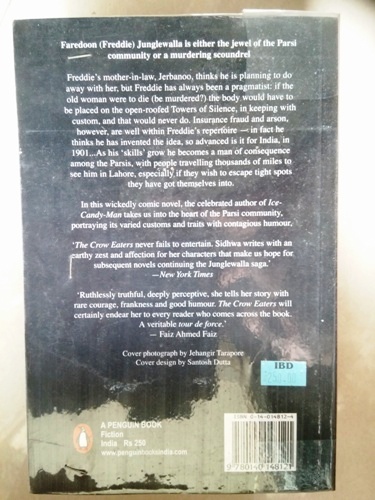 Faredoon (Freddie) Junglewalla is either the jewel of the Parsi
community or a murdering scoundrel
Freddie's mother-in-law, Jerbanoo, thinks he is planning to do
away with her, but Freddie has always been a pragmatist: if the
old woman were to die (be murdered?) the body would have to
be placed on the open-roofed Towers of Silence, in keeping with
custom, and that would never do. Insurance fraud and arson,
however, are well within Freddie's repertoire — in fact he
thinks he has invented the idea, so advanced is it for India, in
1901...As his 'skills' grow he becomes a man of consequence
among the Parsis, with people travelling thousands of miles to
see him in Lahore, especially if they wish to escape tight spots
they have got themselves into.
In this wickedly comic novel, the celebrated author of Ice-
Candy-Man takes us into the heart of the Parsi community,
portraying its varied customs and traits with contagious humour.
'The Crow Eaters never fails to entertain. Sidhwa writes with an
earthy zest and affection for her characters that make us hope for
subsequent novels continuing the Junglewalla saga.'
—New York Times
'Ruthlessly truthful, deeply perceptive, she tells her story with
rare courage, frankness and good humour. The Crow Eaters will
certainly endear her to every reader who comes across the book.
A veritable tour de force.'
— Faiz Ahmed Faiz
Cover photograph by Jehangir Tarapore
Cover design by Santosh Dutta
IBD
A PENGUIN BOOK
Fiction
India Rs 250
www.penguinbooksindia.com
ISBN 0-14-014812-4
9 780140 14812